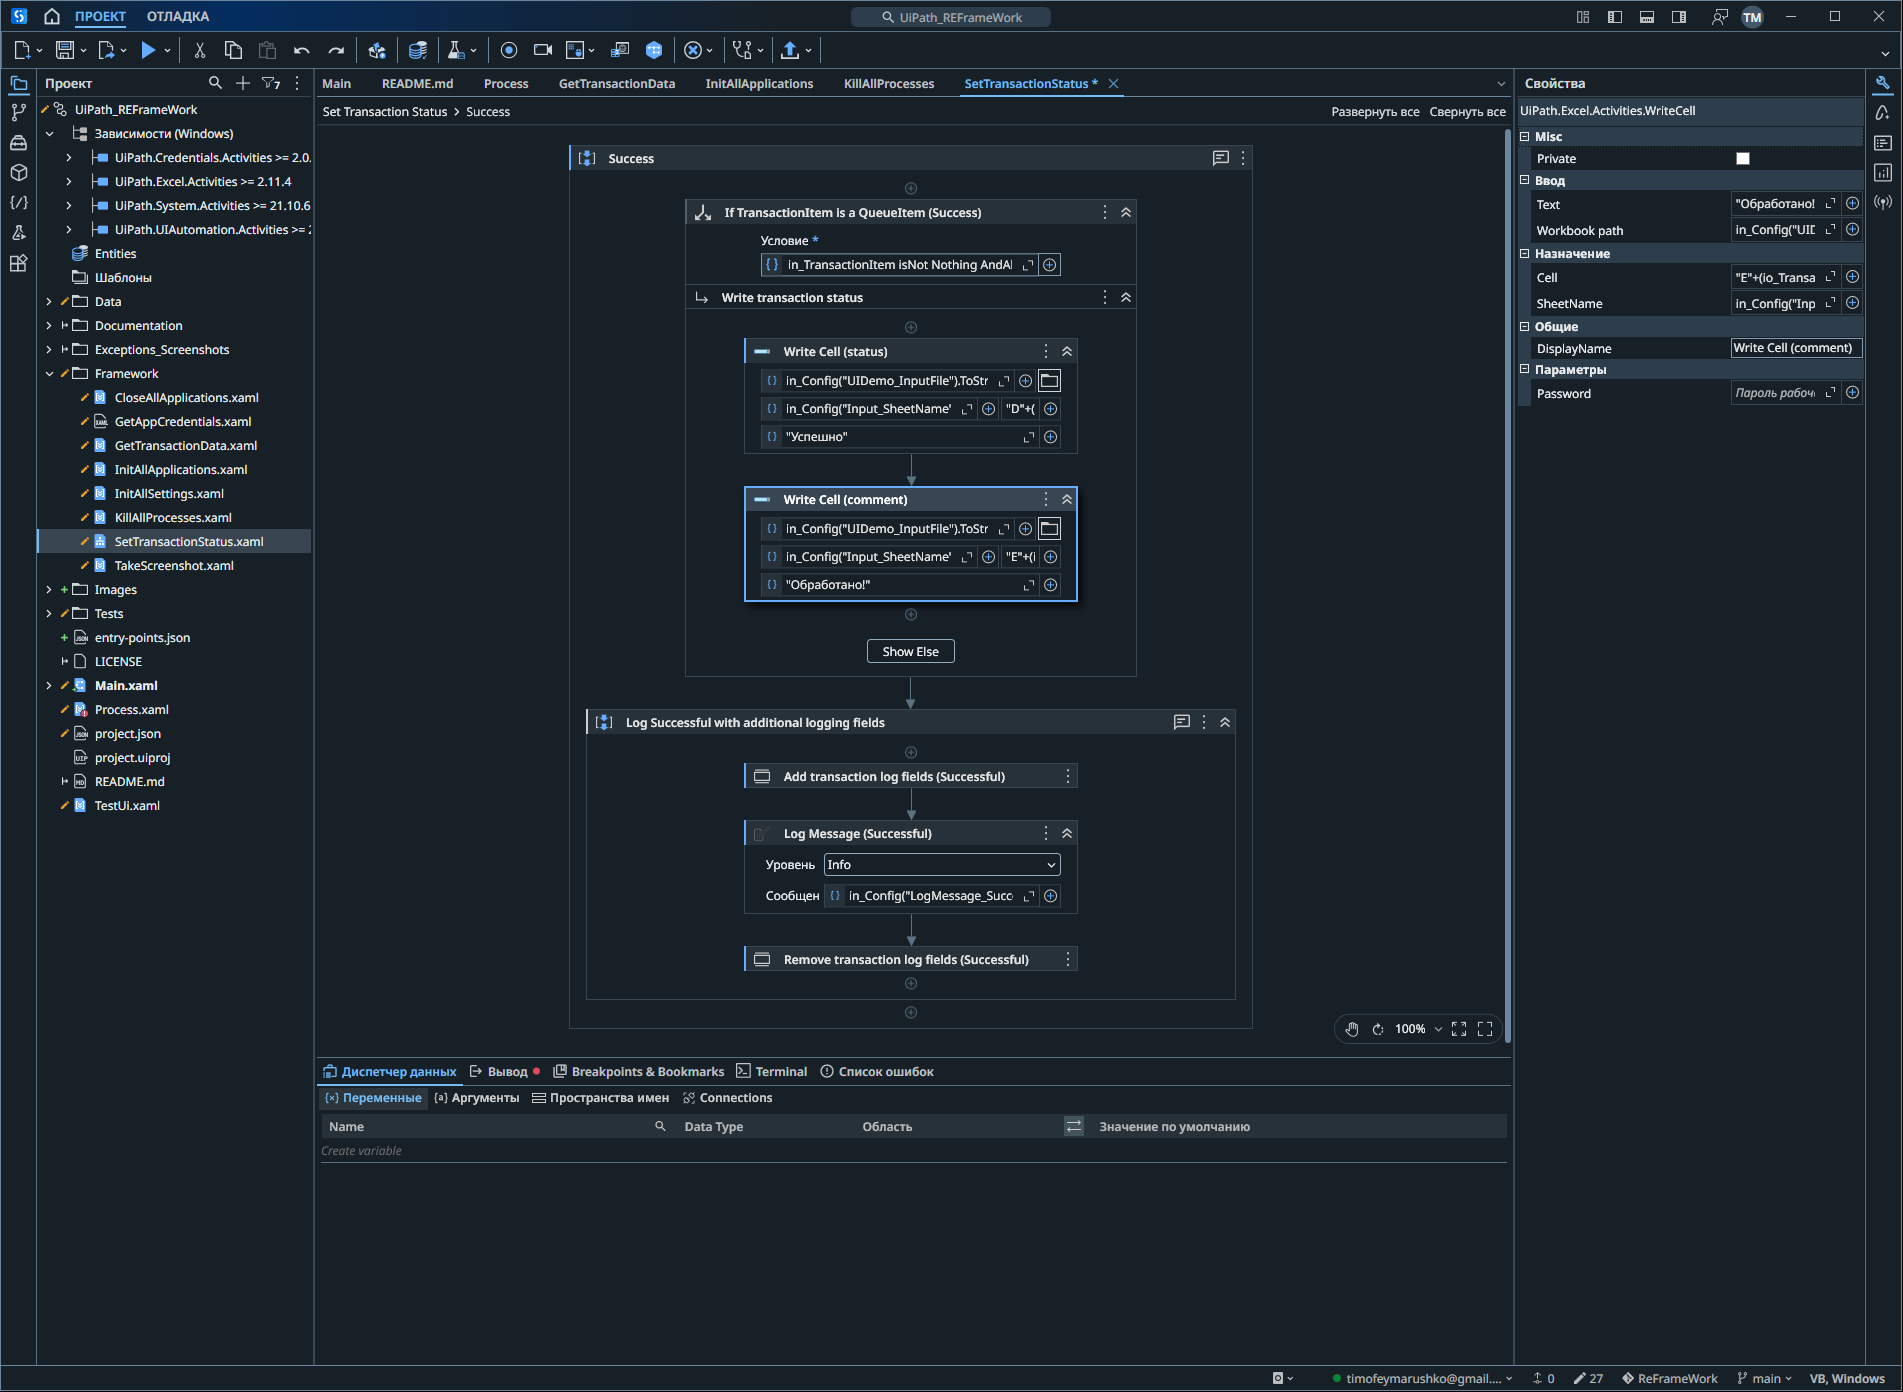 ПРОЕКТ
ОТЛАДКА
UiPath_REFrameWork
TM
Проект
7
UiPath_REFrameWork
Зависимости (Windows)
UiPath.Credentials.Activities >= 2.0.
UiPath.Excel.Activities >= 2.11.4
UiPath.System.Activities >= 21.10.6
UiPath.UIAutomation.Activities >=
Entities
Шаблоны
Data
Documentation
Exceptions_Screenshots
Framework
CloseAllApplications.xaml
GetAppCredentials.xaml
GetTransactionData.xaml
InitAllApplications.xaml
InitAllSettings.xaml
KillAllProcesses.xaml
SetTransactionStatus.xaml
TakeScreenshot.xaml
Images
Tests
entry-points.json
LICENSE
Main.xaml
Process.xaml
project.json
project.uiproj
README.md
TestUi.xaml
Main
README.md
Process
GetTransactionData
InitAllApplications
KillAllProcesses
SetTransactionStatus *
Set Transaction Status > Success
Развернуть все
Свернуть все
Success
If TransactionItem is a QueueItem (Success)
Условие *
in_TransactionItem isNot Nothing AndAl
Write transaction status
Write Cell (status)
in_Config("UIDemo_InputFile").ToStr
in_Config("Input_SheetName'
"D"+(
"Успешно"
Write Cell (comment)
in_Config("UIDemo_InputFile").ToStr
in_Config("Input_SheetName'
"E"+(i
"Обработано!"
Show Else
Log Successful with additional logging fields
Add transaction log fields (Successful)
Log Message (Successful)
Уровень
Info
Сообщен
in_Config("LogMessage_Succ
Remove transaction log fields (Successful)
100%
Диспетчер данных
Вывод
Breakpoints & Bookmarks
Terminal
Список ошибок
Переменные
Аргументы
Пространства имен
Connections
Name
Data Type
Область
Значение по умолчанию
Create variable
Свойства
UiPath.Excel.Activities.WriteCell
Misc
Private
Ввод
Text
"Обработано!
Workbook path
in_Config("UIE
Назначение
Cell
"E"+(io_Transa
SheetName
in_Config("Inp
Общие
DisplayName
Write Cell (comment)
Параметры
Password
Пароль рабоч
timofeymarushko@gmail....
0
27
ReFrameWork
main
VB, Windows